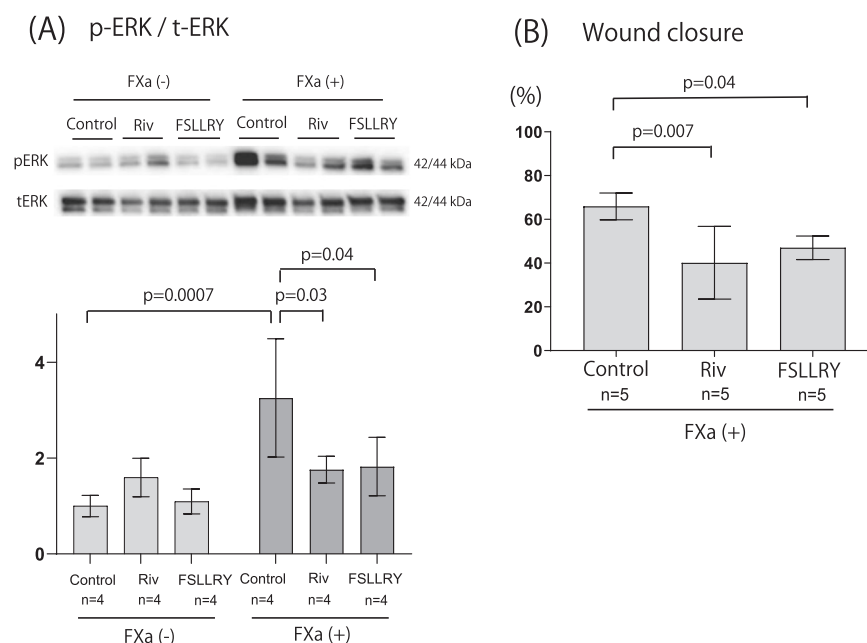 (A) p-ERK / t-ERK
FXa (-) FXa (+)
Control Riv FSLLRY Control Riv FSLLRY
pERK 42/44 kDa
tERK 42/44 kDa
p=0.04
p=0.0007 p=0.03
4
2
0
Control Riv FSLLRY Control Riv FSLLRY
n=4 n=4 n=4 n=4 n=4 n=4
FXa (-) FXa (+)
(B) Wound closure
(%)
p=0.04
p=0.007
100
80
60
40
20
0
Control Riv FSLLRY
n=5 n=5 n=5
FXa (+)